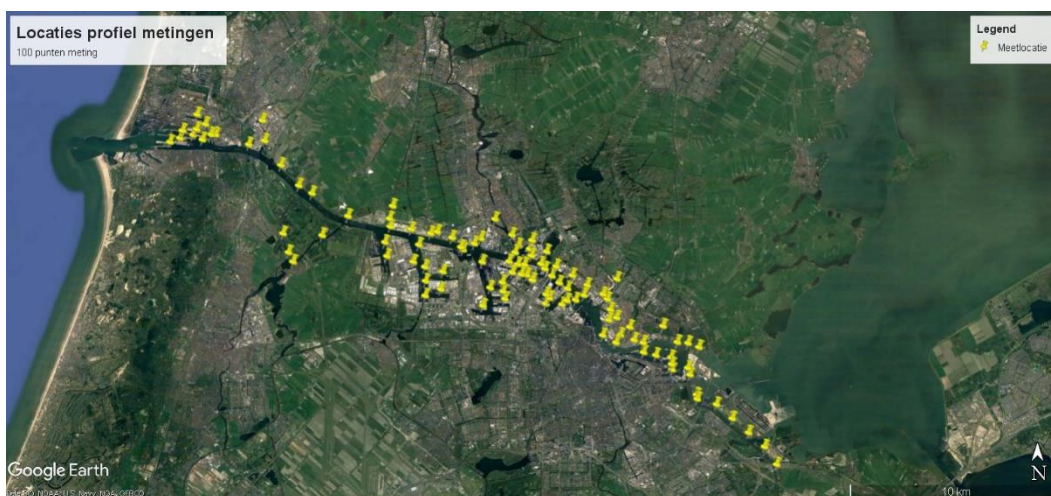 Locaties profiel metingen
100 punten meting
Legend
Meetlocatie
Google Earth
10 km
N